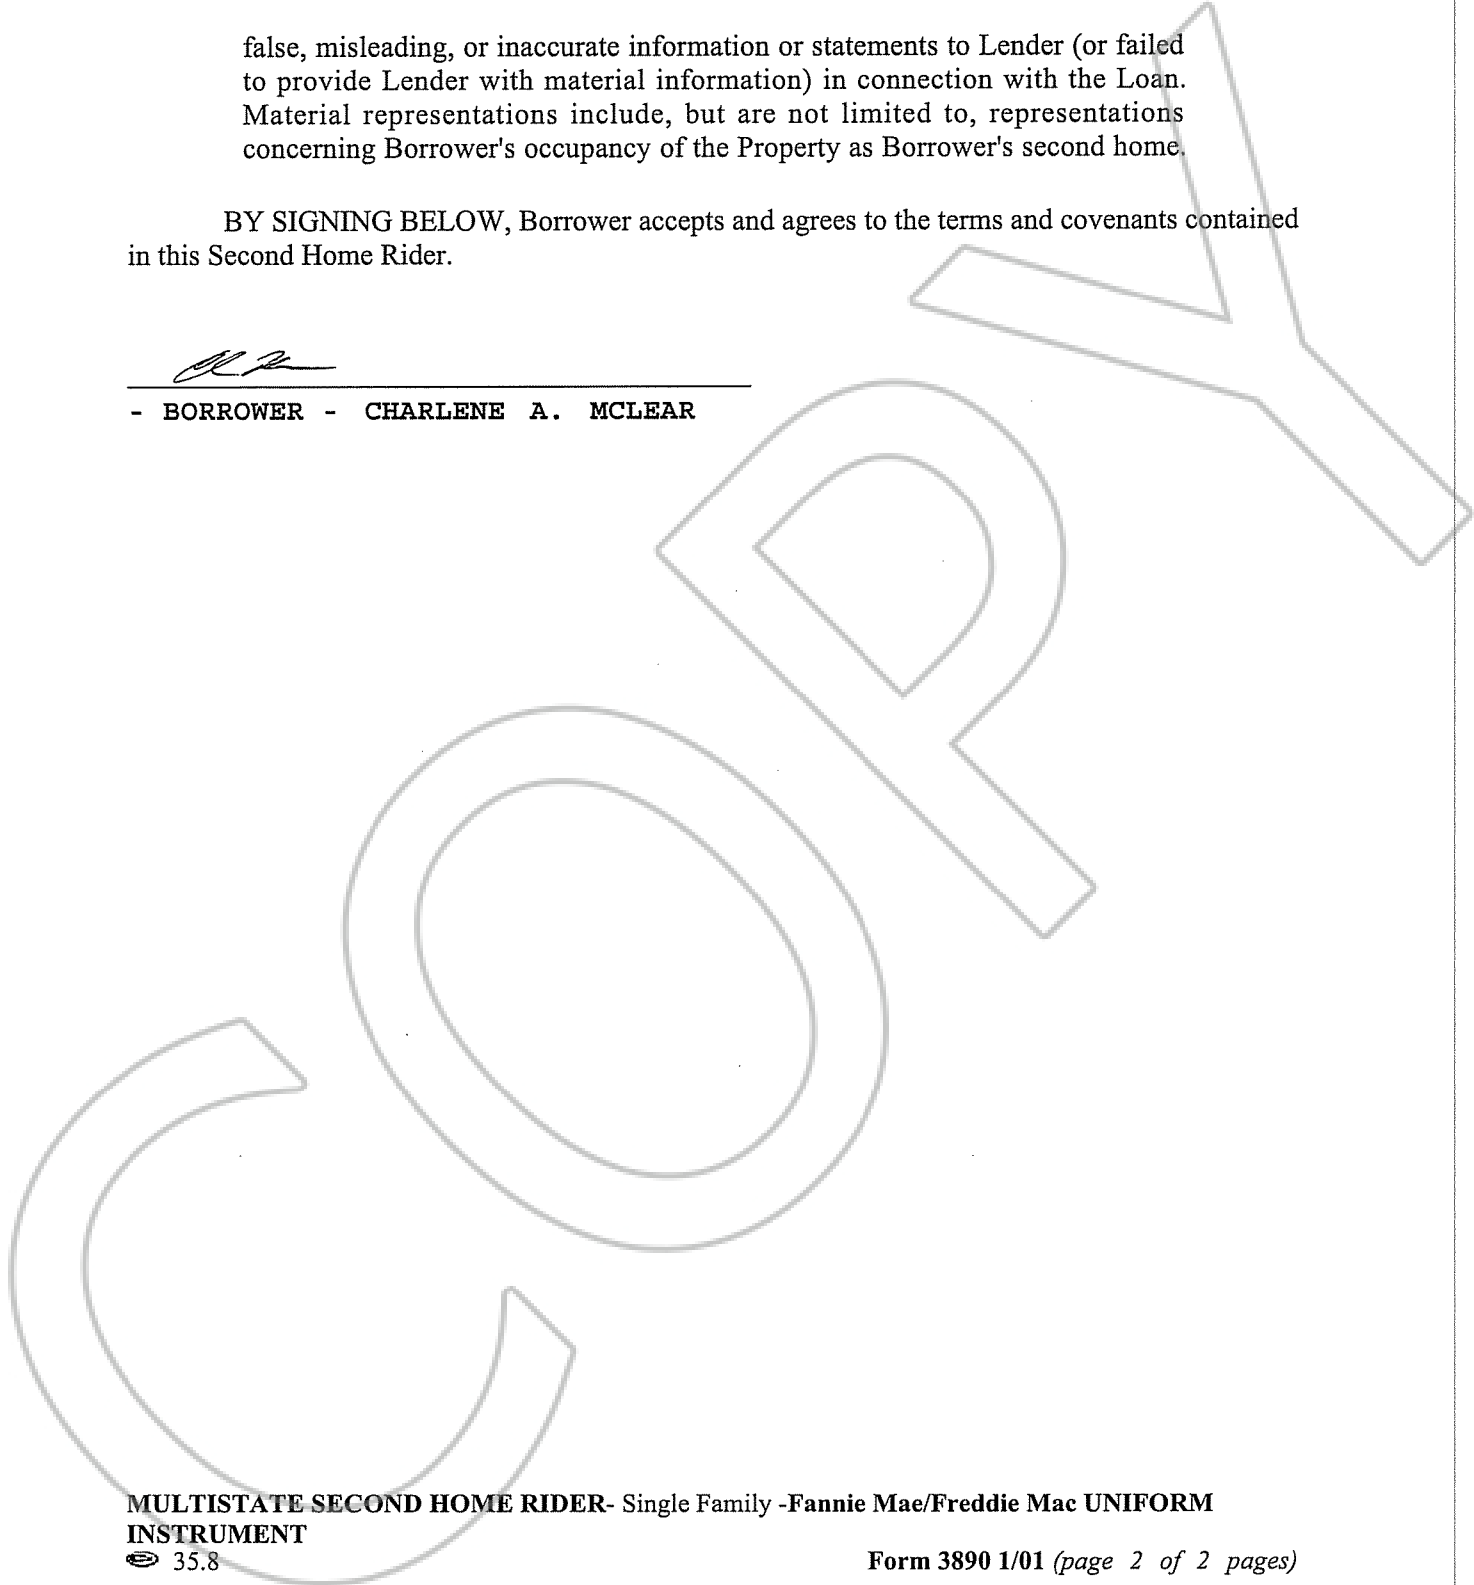 false, misleading, or inaccurate information or statements to Lender (or failed
to provide Lender with material information) in connection with the Loan.
Material representations include, but are not limited to, representations
concerning Borrower's occupancy of the Property as Borrower's second home.
BY SIGNING BELOW, Borrower accepts and agrees to the terms and covenants contained
in this Second Home Rider.
- BORROWER - CHARLENE A. MCLEAR
COPY
MULTISTATE SECOND HOME RIDER- Single Family -Fannie Mae/Freddie Mac UNIFORM
INSTRUMENT
35.8 Form 3890 1/01 (page 2 of 2 pages)